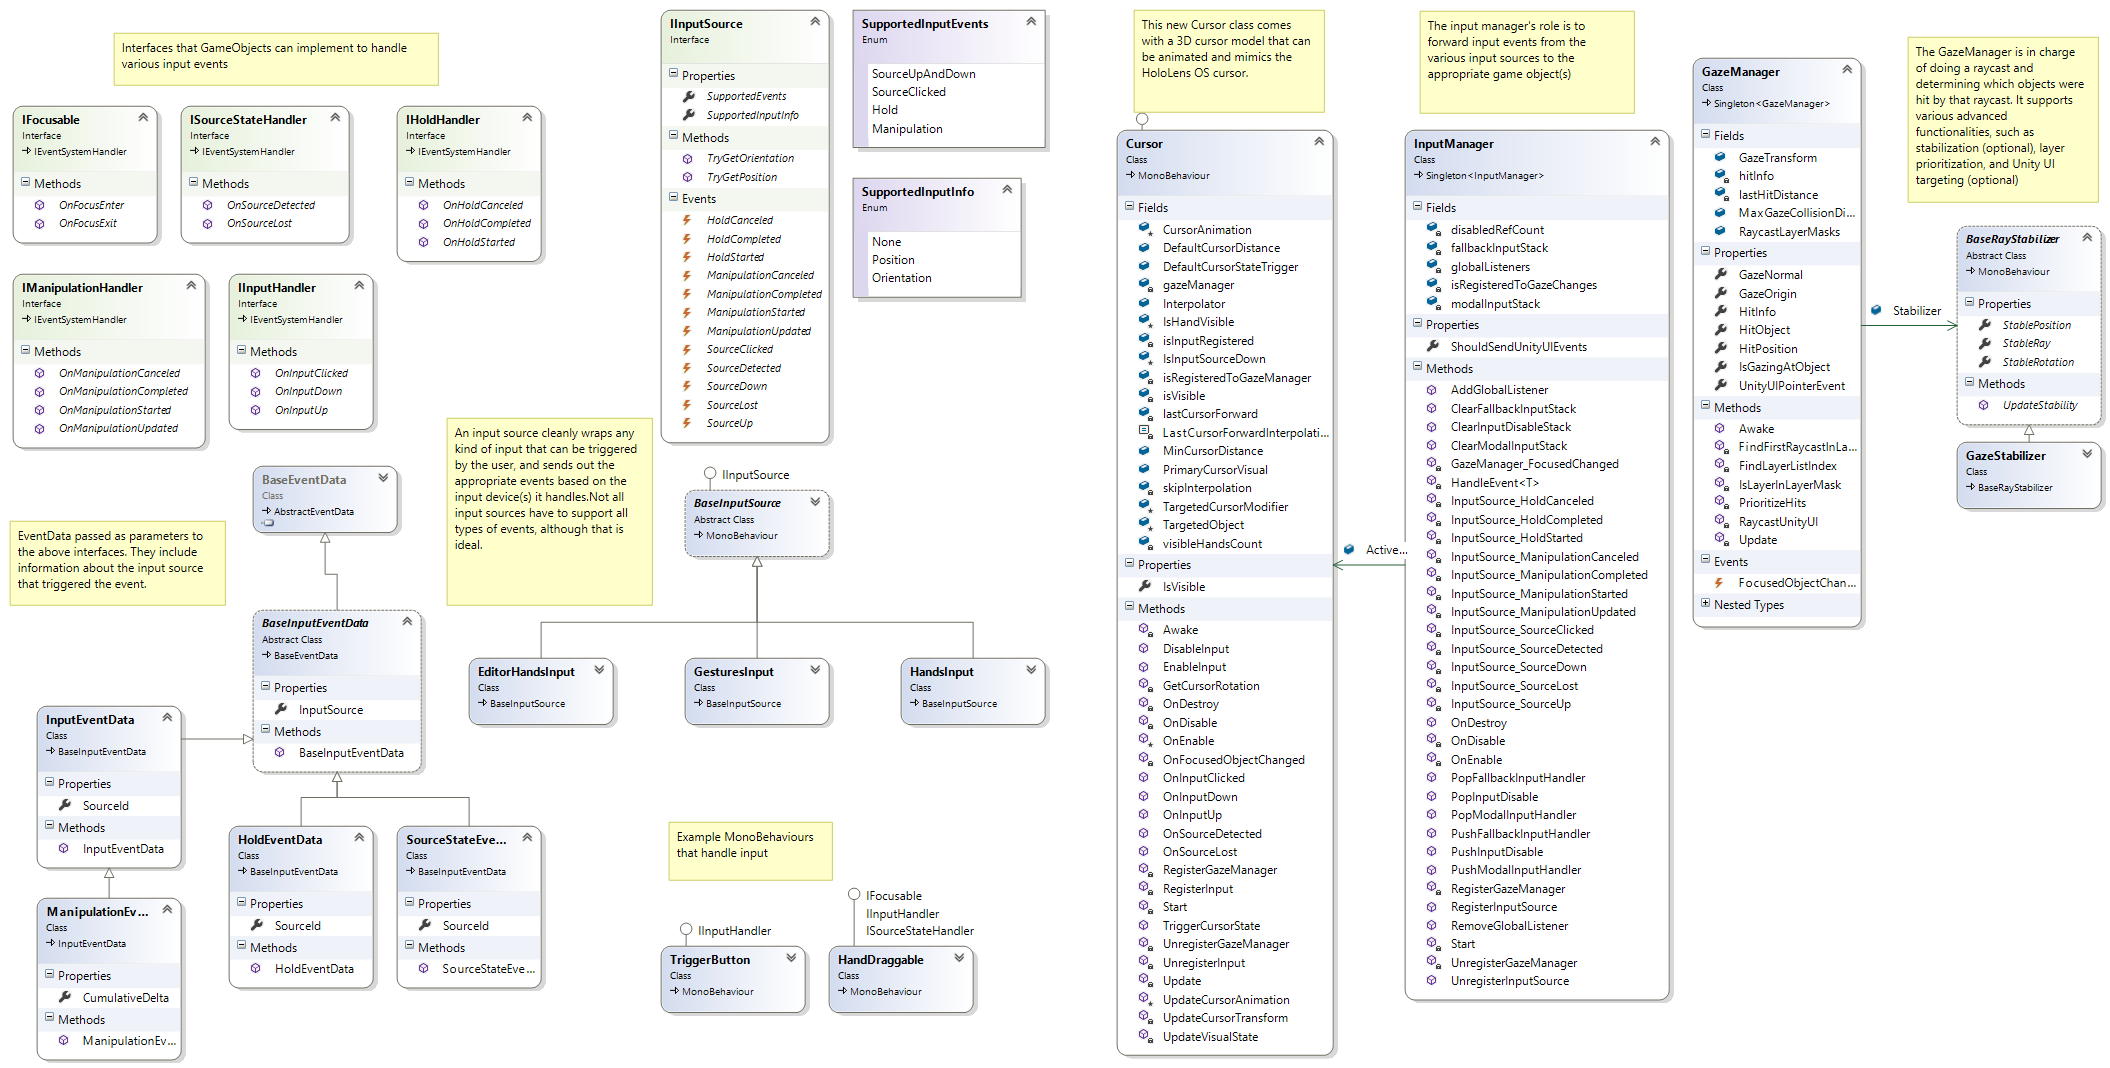 Interfaces that GameObjects can implement to handle
various input events
IFocusable
Interface
IEventSystemHandler
Methods
OnFocusEnter
OnFocusExit
ISourceStateHandler
Interface
IEventSystemHandler
Methods
OnSourceDetected
OnSourceLost
IHoldHandler
Interface
IEventSystemHandler
Methods
OnHoldCanceled
OnHoldCompleted
OnHoldStarted
IManipulationHandler
Interface
IEventSystemHandler
Methods
OnManipulationCanceled
OnManipulationCompleted
OnManipulationStarted
OnManipulationUpdated
IInputHandler
Interface
IEventSystemHandler
Methods
OnInputClicked
OnInputDown
OnInputUp
EventData passed as parameters to
the above interfaces. They include
information about the input source
that triggered the event.
BaseEventData
Class
AbstractEventData
BaseInputEventData
Abstract Class
BaseEventData
Properties
InputSource
Methods
BaseInputEventData
InputEventData
Class
BaseInputEventData
Properties
SourceId
Methods
InputEventData
ManipulationEv...
Class
InputEventData
Properties
CumulativeDelta
Methods
ManipulationEv...
HoldEventData
Class
BaseInputEventData
Properties
SourceId
Methods
HoldEventData
SourceStateEve...
Class
BaseInputEventData
Properties
SourceId
Methods
SourceStateEve...
IInputSource
Interface
Properties
SupportedEvents
SupportedInputInfo
Methods
TryGetOrientation
TryGetPosition
Events
HoldCanceled
HoldCompleted
HoldStarted
ManipulationCanceled
ManipulationCompleted
ManipulationStarted
ManipulationUpdated
SourceClicked
SourceDetected
SourceDown
SourceLost
SourceUp
SupportedInputEvents
Enum
SourceUpAndDown
SourceClicked
Hold
Manipulation
SupportedInputInfo
Enum
None
Position
Orientation
An input source cleanly wraps any
kind of input that can be triggered
by the user, and sends out the
appropriate events based on the
input device(s) it handles.Not all
input sources have to support all
types of events, although that is
ideal.
IInputSource
BaseInputSource
Abstract Class
MonoBehaviour
EditorHandsInput
Class
BaseInputSource
GesturesInput
Class
BaseInputSource
HandsInput
Class
BaseInputSource
Example MonoBehaviours
that handle input
IInputHandler
TriggerButton
Class
MonoBehaviour
IFocusable
IInputHandler
ISourceStateHandler
HandDraggable
Class
MonoBehaviour
This new Cursor class comes
with a 3D cursor model that can
be animated and mimics the
HoloLens OS cursor.
Cursor
Class
MonoBehaviour
Fields
CursorAnimation
DefaultCursorDistance
DefaultCursorStateTrigger
gazeManager
Interpolator
IsHandVisible
isInputRegistered
IsInputSourceDown
isRegisteredToGazeManager
isVisible
lastCursorForward
LastCursorForwardInterpolati...
MinCursorDistance
PrimaryCursorVisual
skipInterpolation
TargetedCursorModifier
TargetedObject
visibleHandsCount
Properties
IsVisible
Methods
Awake
DisableInput
EnableInput
GetCursorRotation
OnDestroy
OnDisable
OnEnable
OnFocusedObjectChanged
OnInputClicked
OnInputDown
OnInputUp
OnSourceDetected
OnSourceLost
RegisterGazeManager
RegisterInput
Start
TriggerCursorState
UnregisterGazeManager
UnregisterInput
Update
UpdateCursorAnimation
UpdateCursorTransform
UpdateVisualState
Active...
The input manager's role is to
forward input events from the
various input sources to the
appropriate game object(s)
InputManager
Class
Singleton<InputManager>
Fields
disabledRefCount
fallbackInputStack
globalListeners
isRegisteredToGazeChanges
modalInputStack
Properties
ShouldSendUnityUIEvents
Methods
AddGlobalListener
ClearFallbackInputStack
ClearInputDisableStack
ClearModalInputStack
GazeManager_FocusedChanged
HandleEvent<T>
InputSource_HoldCanceled
InputSource_HoldCompleted
InputSource_HoldStarted
InputSource_ManipulationCanceled
InputSource_ManipulationCompleted
InputSource_ManipulationStarted
InputSource_ManipulationUpdated
InputSource_SourceClicked
InputSource_SourceDetected
InputSource_SourceDown
InputSource_SourceLost
InputSource_SourceUp
OnDestroy
OnDisable
OnEnable
PopFallbackInputHandler
PopInputDisable
PopModalInputHandler
PushFallbackInputHandler
PushInputDisable
PushModalInputHandler
RegisterGazeManager
RegisterInputSource
RemoveGlobalListener
Start
UnregisterGazeManager
UnregisterInputSource
GazeManager
Class
Singleton<GazeManager>
Fields
GazeTransform
hitInfo
lastHitDistance
MaxGazeCollisionDi...
RaycastLayerMasks
Properties
GazeNormal
GazeOrigin
HitInfo
HitObject
HitPosition
IsGazingAtObject
UnityUIPointerEvent
Methods
Awake
FindFirstRaycastInLa...
FindLayerListIndex
IsLayerInLayerMask
PrioritizeHits
RaycastUnityUI
Update
Events
FocusedObjectChan...
Nested Types
The GazeManager is in charge
of doing a raycast and
determining which objects were
hit by that raycast. It supports
various advanced
functionalities, such as
stabilization (optional), layer
prioritization, and Unity UI
targeting (optional)
Stabilizer
BaseRayStabilizer
Abstract Class
MonoBehaviour
Properties
StablePosition
StableRay
StableRotation
Methods
UpdateStability
GazeStabilizer
Class
BaseRayStabilizer